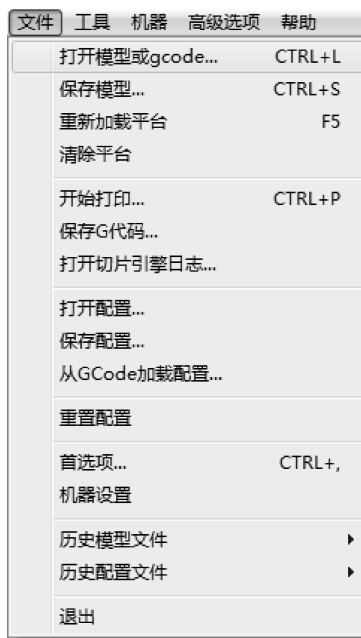 文件 工具 机器 高级选项 帮助
打开模型或gcode... CTRL+L
保存模型... CTRL+S
重新加载平台 F5
清除平台
开始打印... CTRL+P
保存G代码...
打开切片引擎日志...
打开配置...
保存配置...
从GCode加载配置...
重置配置
首选项... CTRL+,
机器设置
历史模型文件
历史配置文件
退出